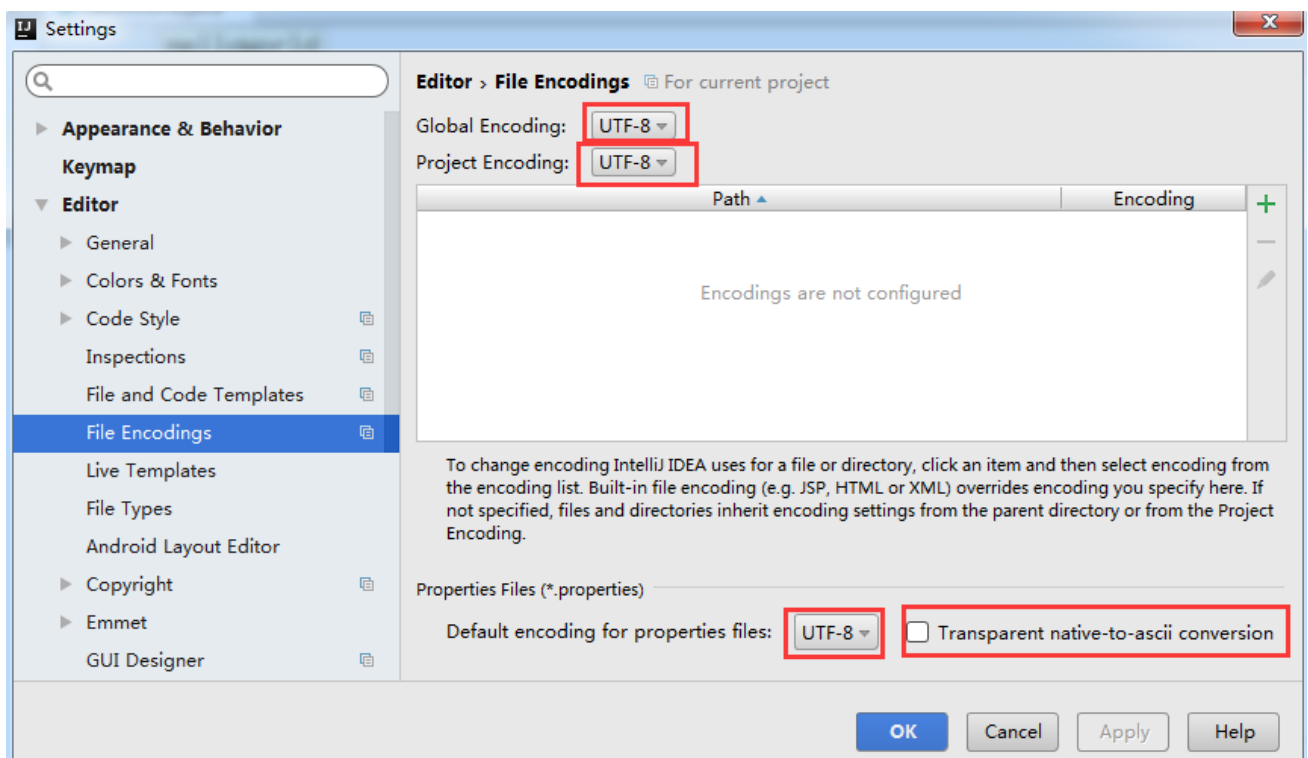 IJ Settings
Editor › File Encodings For current project
Global Encoding: UTF-8
Project Encoding: UTF-8
Path Encoding
Encodings are not configured
To change encoding IntelliJ IDEA uses for a file or directory, click an item and then select encoding from
the encoding list. Built-in file encoding (e.g. JSP, HTML or XML) overrides encoding you specify here. If
not specified, files and directories inherit encoding settings from the parent directory or from the Project
Encoding.
Properties Files (*.properties)
Default encoding for properties files: UTF-8 Transparent native-to-ascii conversion
Appearance & Behavior
Keymap
Editor
General
Colors & Fonts
Code Style
Inspections
File and Code Templates
File Encodings
Live Templates
File Types
Android Layout Editor
Copyright
Emmet
GUI Designer
OK Cancel Apply Help